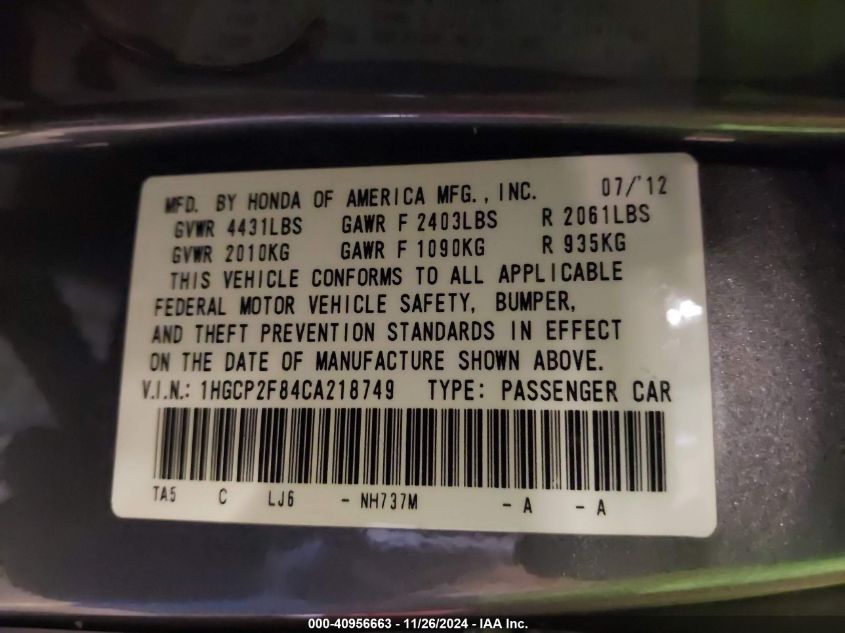 MFD. BY HONDA OF AMERICA MFG., INC. 07/'12
GVWR 4431LBS GAWR F 2403LBS R 2061LBS
GVWR 2010KG GAWR F 1090KG R 935KG
THIS VEHICLE CONFORMS TO ALL APPLICABLE
FEDERAL MOTOR VEHICLE SAFETY, BUMPER,
AND THEFT PREVENTION STANDARDS IN EFFECT
ON THE DATE OF MANUFACTURE SHOWN ABOVE.
V.I.N.: 1HGCP2F84CA218749 TYPE: PASSENGER CAR
TA5 C LJ6 - NH737M - A - A
000-40956663 - 11/26/2024 - IAA Inc.